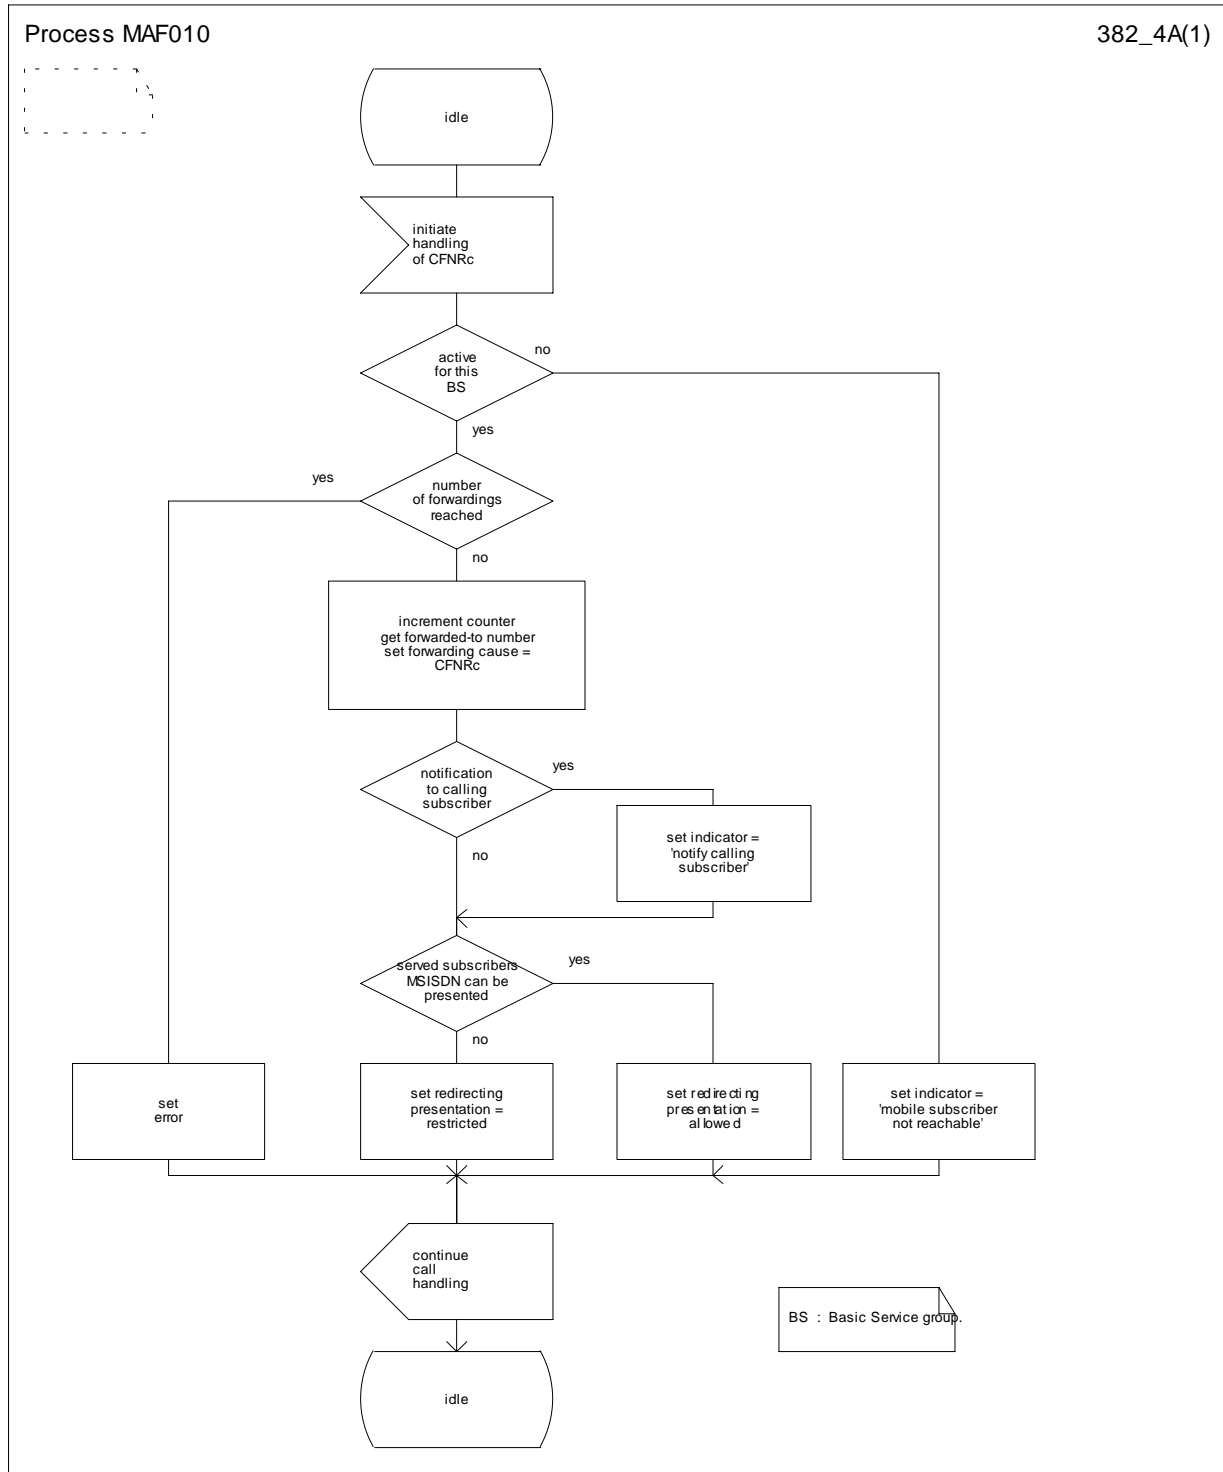 Process MAF010
382_4A(1)
idle
initiate
handling
of CFNRc
active
for this
BS
no
yes
number
of forwardings
reached
yes
no
increment counter
get forwarded-to number
set forwarding cause =
CFNRc
notification
to calling
subscriber
yes
set indicator =
'notify calling
subscriber'
no
served subscribers
MSISDN can be
presented
yes
no
set
error
set redirecting
presentation =
restricted
set redirecting
presentation =
allowed
set indicator =
'mobile subscriber
not reachable'
continue
call
handling
BS : Basic Service group.
idle